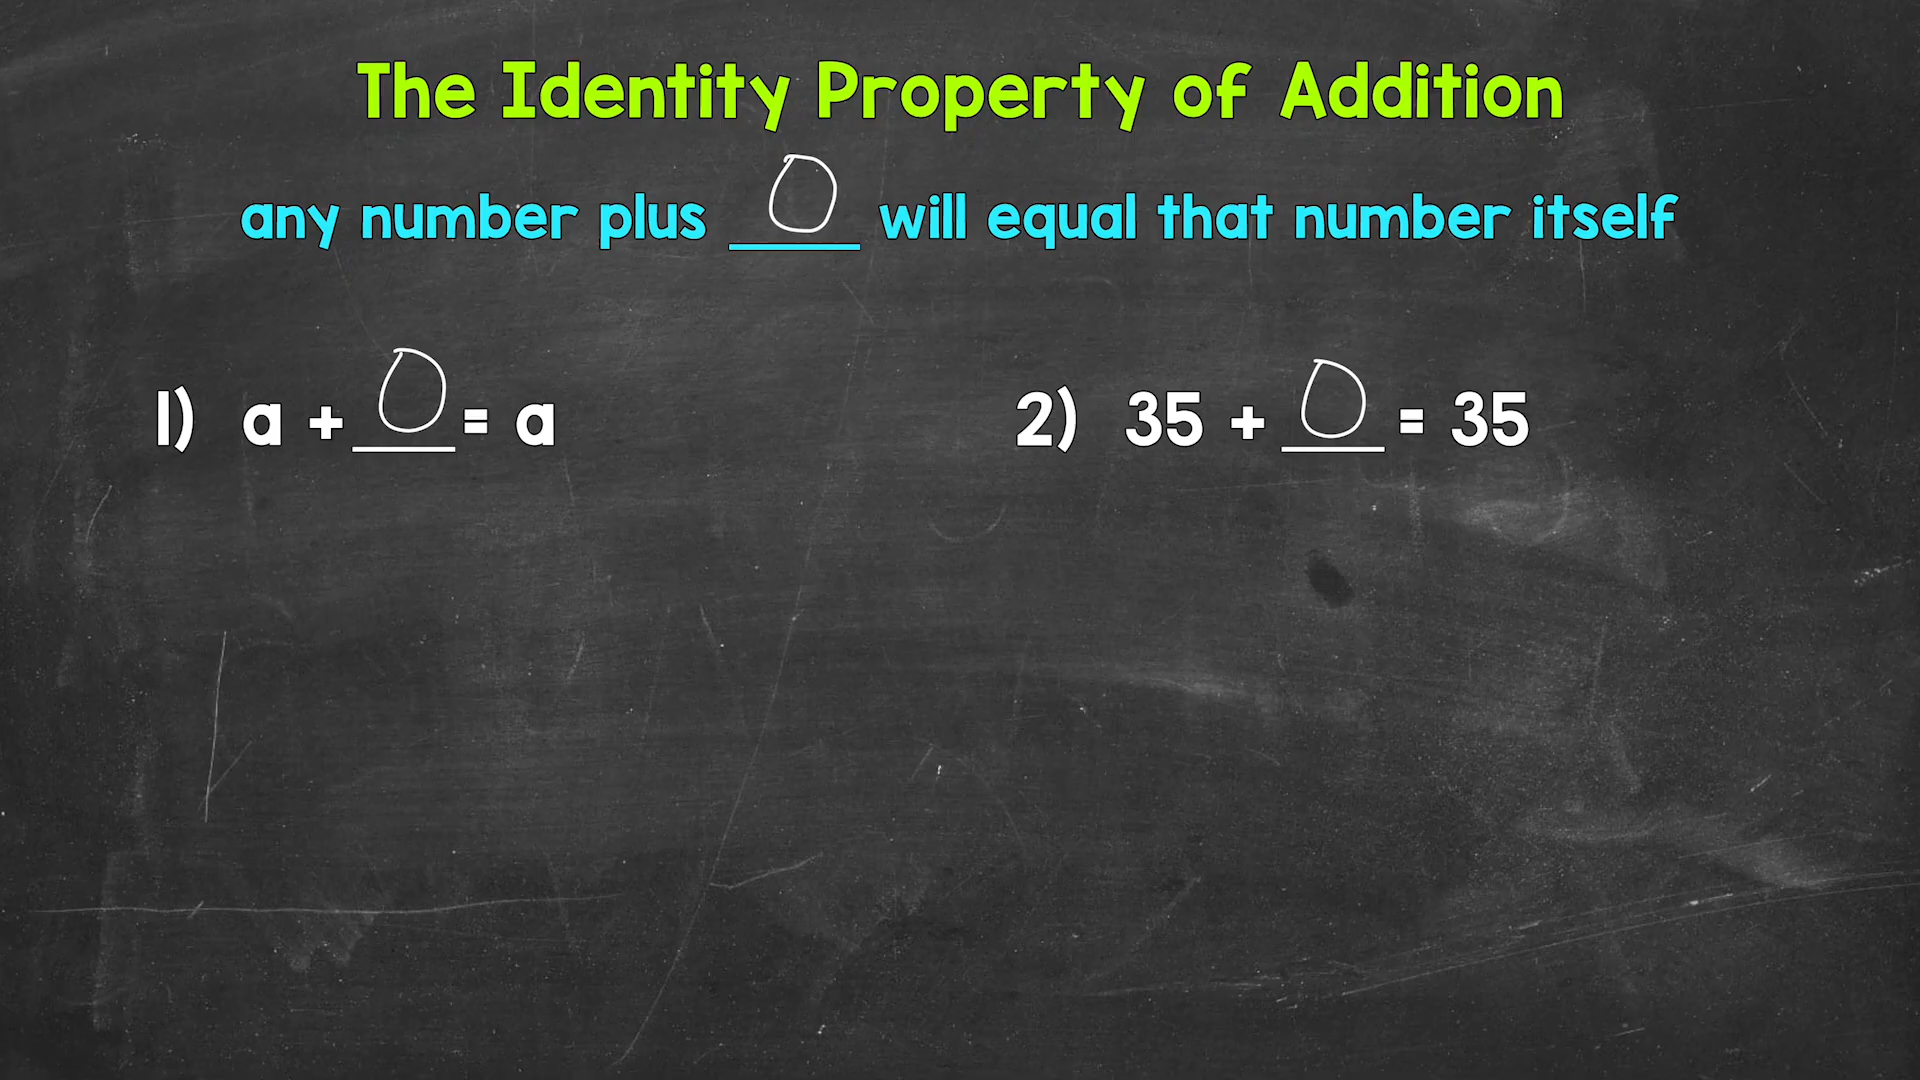 The Identity Property of Addition
any number plus 0 will equal that number itself
1) a + 0 = a
2) 35 + 0 = 35